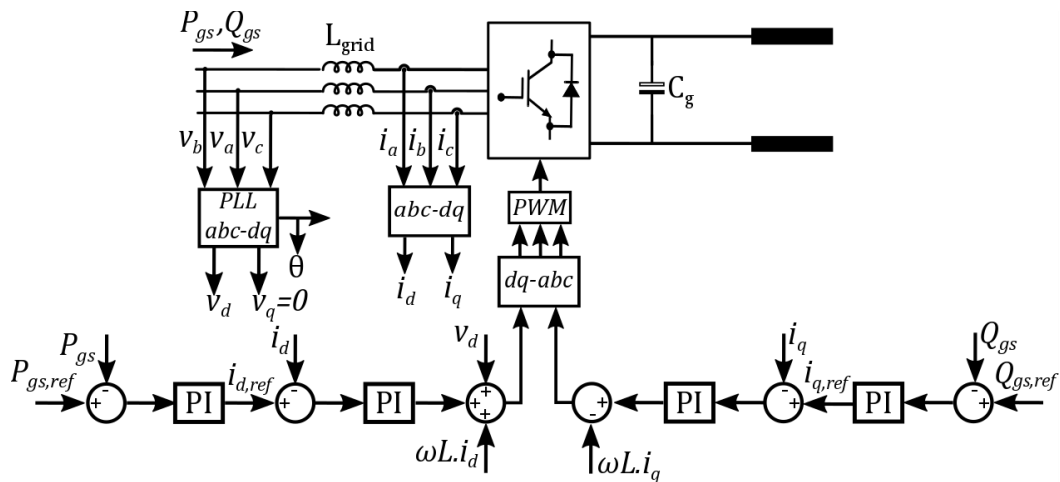 P_gs, Q_gs
L_grid
C_g
v_b v_a v_c
i_a i_b i_c
PLL
abc-dq
abc-dq
PWM
θ
dq-abc
v_d v_q=0
i_d i_q
P_gs
i_d
v_d
i_q
Q_gs
P_gs,ref
i_d,ref
i_q,ref
Q_gs,ref
+ -
PI
+ -
PI
+ + +
+ -
PI
+ -
PI
+ -
ωL.i_d
ωL.i_q